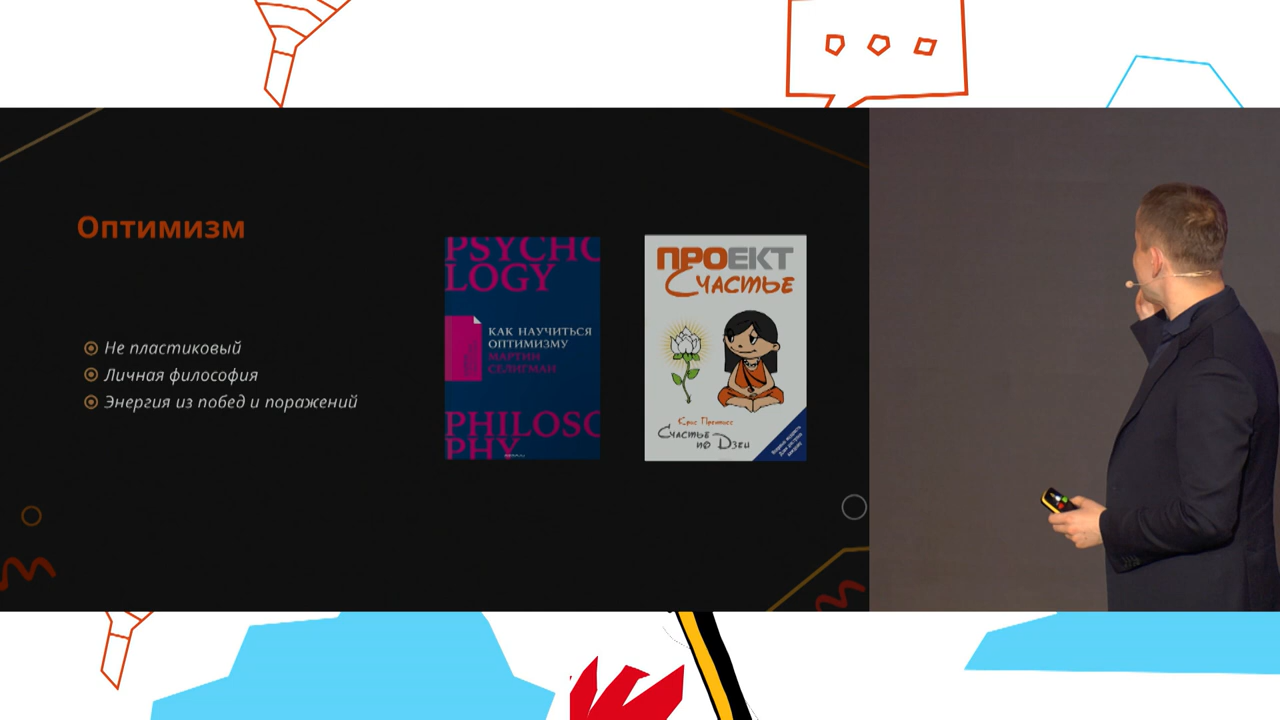 Оптимизм
Не пластиковый
Личная философия
Энергия из побед и поражений
PSYCHO
LOGY
КАК НАУЧИТЬСЯ
ОПТИМИЗМУ
МАРТИН
СЕЛИГМАН
PHILOSO
PHY
ПРОЕКТ
СЧАСТЬЕ
Крис Прентисс
Счастье
по Дзен